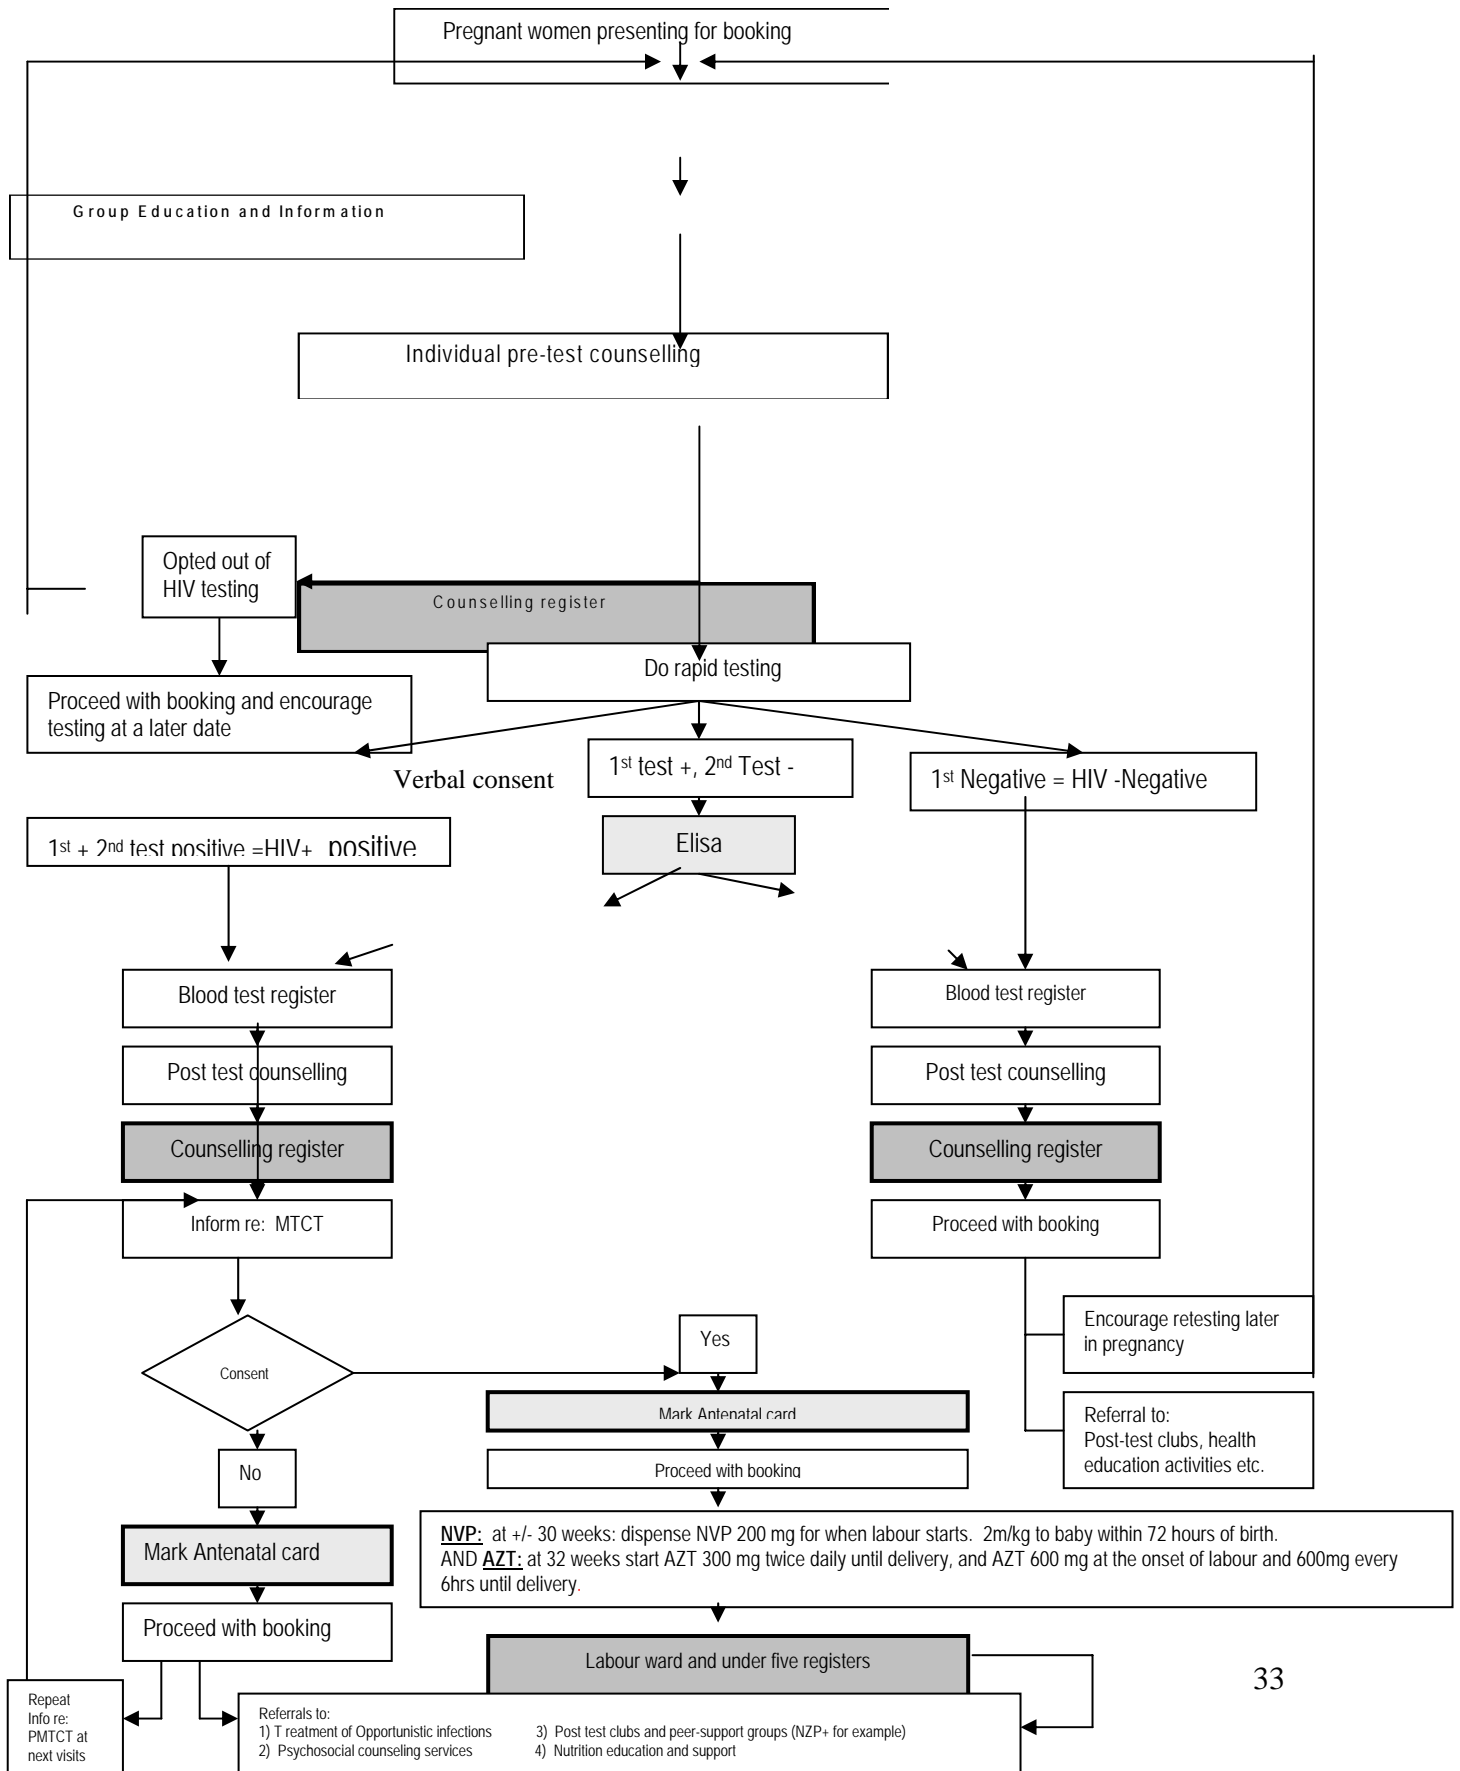 Pregnant women presenting for booking
Group Education and Information
Individual pre-test counselling
Opted out of
HIV testing
Counselling register
Do rapid testing
Proceed with booking and encourage
testing at a later date
Verbal consent
1st test +, 2nd Test -
1st Negative = HIV -Negative
1st + 2nd test positive =HIV+ positive
Elisa
Blood test register
Blood test register
Post test counselling
Post test counselling
Counselling register
Counselling register
Inform re: MTCT
Proceed with booking
Encourage retesting later
in pregnancy
Yes
Consent
Mark Antenatal card
Referral to:
Post-test clubs, health
education activities etc.
No
Proceed with booking
NVP: at +/- 30 weeks: dispense NVP 200 mg for when labour starts. 2m/kg to baby within 72 hours of birth.
AND AZT: at 32 weeks start AZT 300 mg twice daily until delivery, and AZT 600 mg at the onset of labour and 600mg every
6hrs until delivery.
Mark Antenatal card
Proceed with booking
Labour ward and under five registers
33
Repeat
Info re:
PMTCT at
next visits
Referrals to:
1) T reatment of Opportunistic infections 3) Post test clubs and peer-support groups (NZP+ for example)
2) Psychosocial counseling services 4) Nutrition education and support